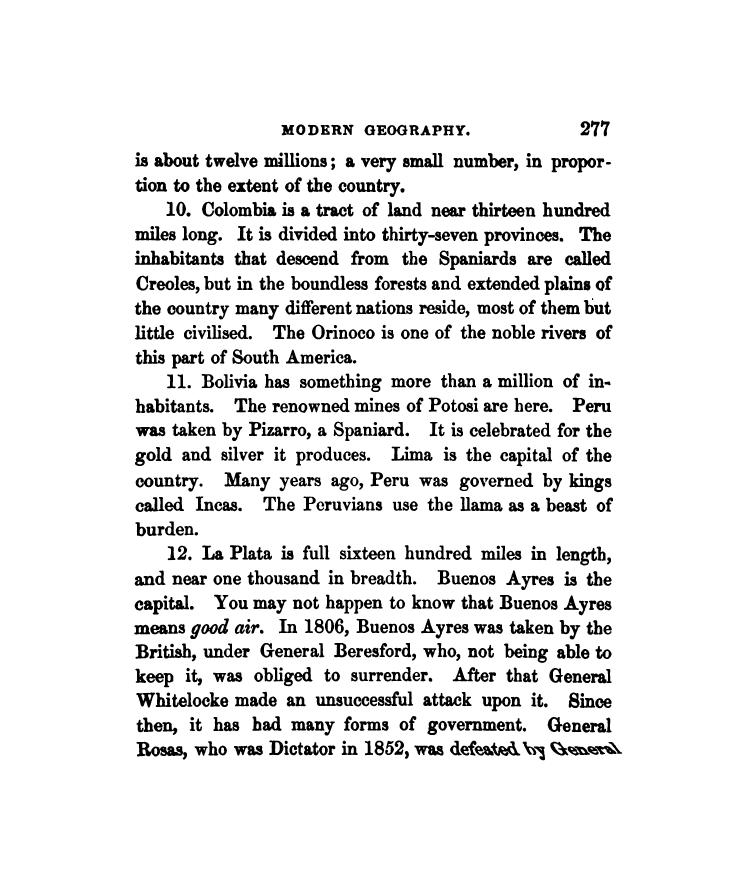 MODERN GEOGRAPHY. 277
is about twelve millions; a very small number, in propor-
tion to the extent of the country.
10. Colombia is a tract of land near thirteen hundred
miles long. It is divided into thirty-seven provinces. The
inhabitants that descend from the Spaniards are called
Creoles, but in the boundless forests and extended plains of
the country many different nations reside, most of them but
little civilised. The Orinoco is one of the noble rivers of
this part of South America.
11. Bolivia has something more than a million of in-
habitants. The renowned mines of Potosi are here. Peru
was taken by Pizarro, a Spaniard. It is celebrated for the
gold and silver it produces. Lima is the capital of the
country. Many years ago, Peru was governed by kings
called Incas. The Peruvians use the llama as a beast of
burden.
12. La Plata is full sixteen hundred miles in length,
and near one thousand in breadth. Buenos Ayres is the
capital. You may not happen to know that Buenos Ayres
means good air. In 1806, Buenos Ayres was taken by the
British, under General Beresford, who, not being able to
keep it, was obliged to surrender. After that General
Whitelocke made an unsuccessful attack upon it. Since
then, it has had many forms of government. General
Rosas, who was Dictator in 1852, was defeated by General